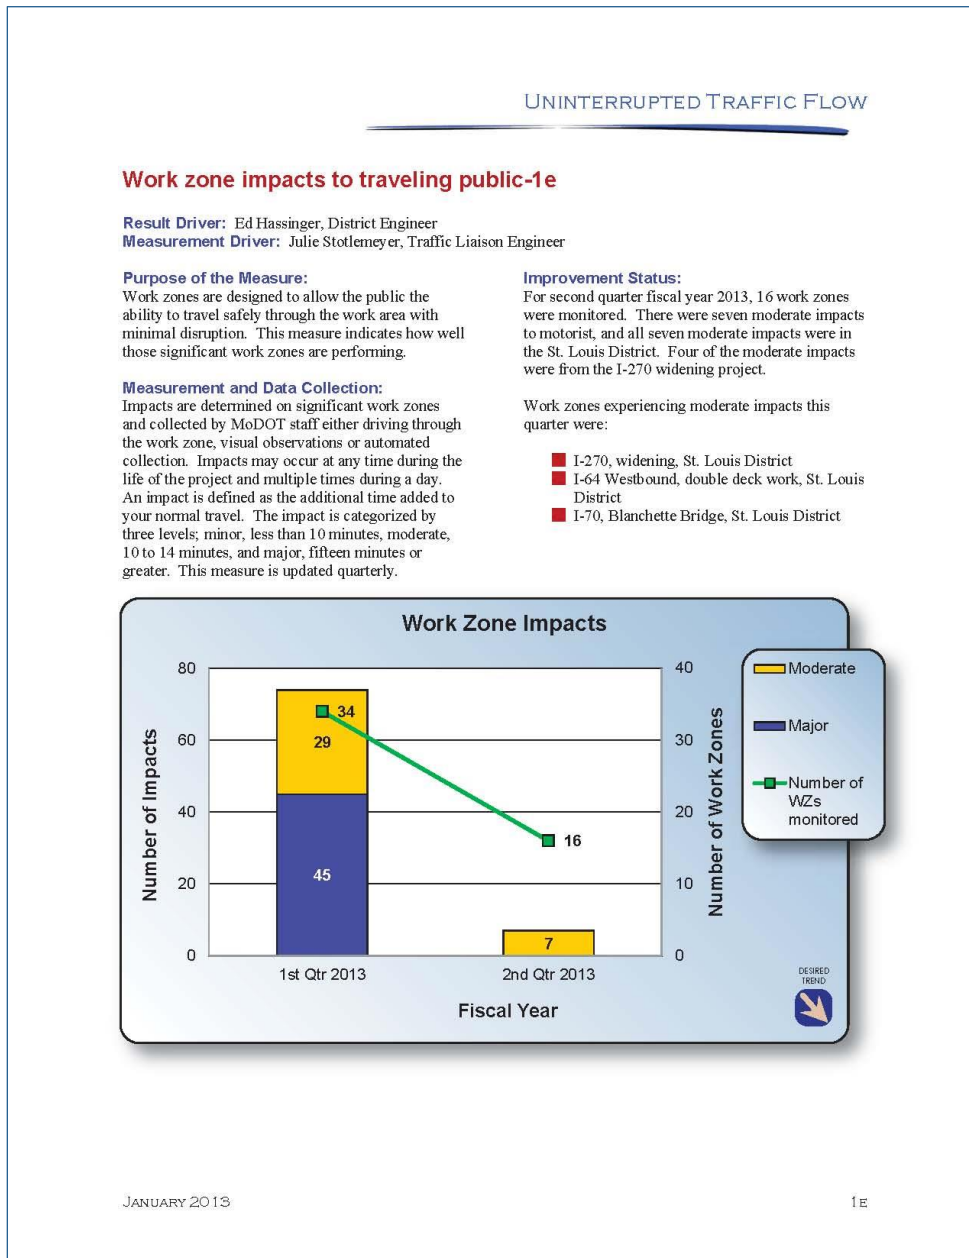 UNINTERRUPTED TRAFFIC FLOW
Work zone impacts to traveling public-1e
Result Driver: Ed Hassinger, District Engineer
Measurement Driver: Julie Stotlemeyer, Traffic Liaison Engineer
Purpose of the Measure:
Work zones are designed to allow the public the
ability to travel safely through the work area with
minimal disruption. This measure indicates how well
those significant work zones are performing.
Measurement and Data Collection:
Impacts are determined on significant work zones
and collected by MoDOT staff either driving through
the work zone, visual observations or automated
collection. Impacts may occur at any time during the
life of the project and multiple times during a day.
An impact is defined as the additional time added to
your normal travel. The impact is categorized by
three levels; minor, less than 10 minutes, moderate,
10 to 14 minutes, and major, fifteen minutes or
greater. This measure is updated quarterly.
Improvement Status:
For second quarter fiscal year 2013, 16 work zones
were monitored. There were seven moderate impacts
to motorist, and all seven moderate impacts were in
the St. Louis District. Four of the moderate impacts
were from the I-270 widening project.
Work zones experiencing moderate impacts this
quarter were:
I-270, widening, St. Louis District
I-64 Westbound, double deck work, St. Louis
District
I-70, Blanchette Bridge, St. Louis District
Work Zone Impacts
Number of Impacts
80
60
40
20
0
34
29
45
16
7
40
30
20
10
0
Number of Work Zones
1st Qtr 2013
2nd Qtr 2013
Fiscal Year
Moderate
Major
Number of
WZs
monitored
DESIRED
TREND
JANUARY 2013
1E